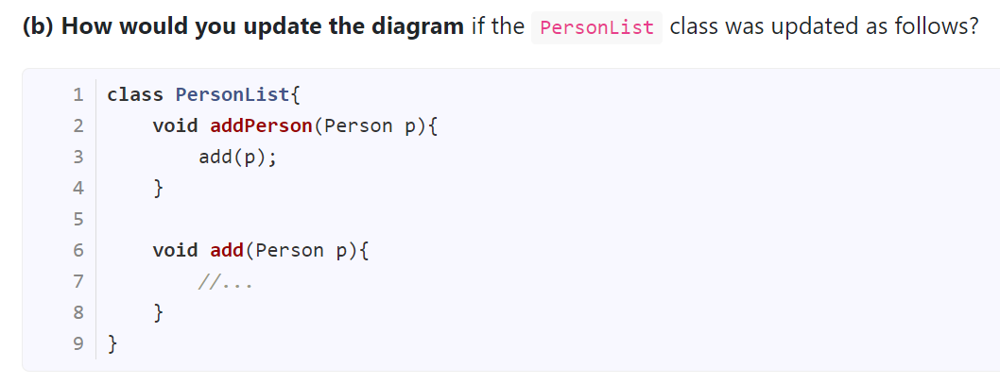 (b) How would you update the diagram if the PersonList class was updated as follows?
1 class PersonList{
2     void addPerson(Person p){
3         add(p);
4     }
5
6     void add(Person p){
7         //...
8     }
9 }